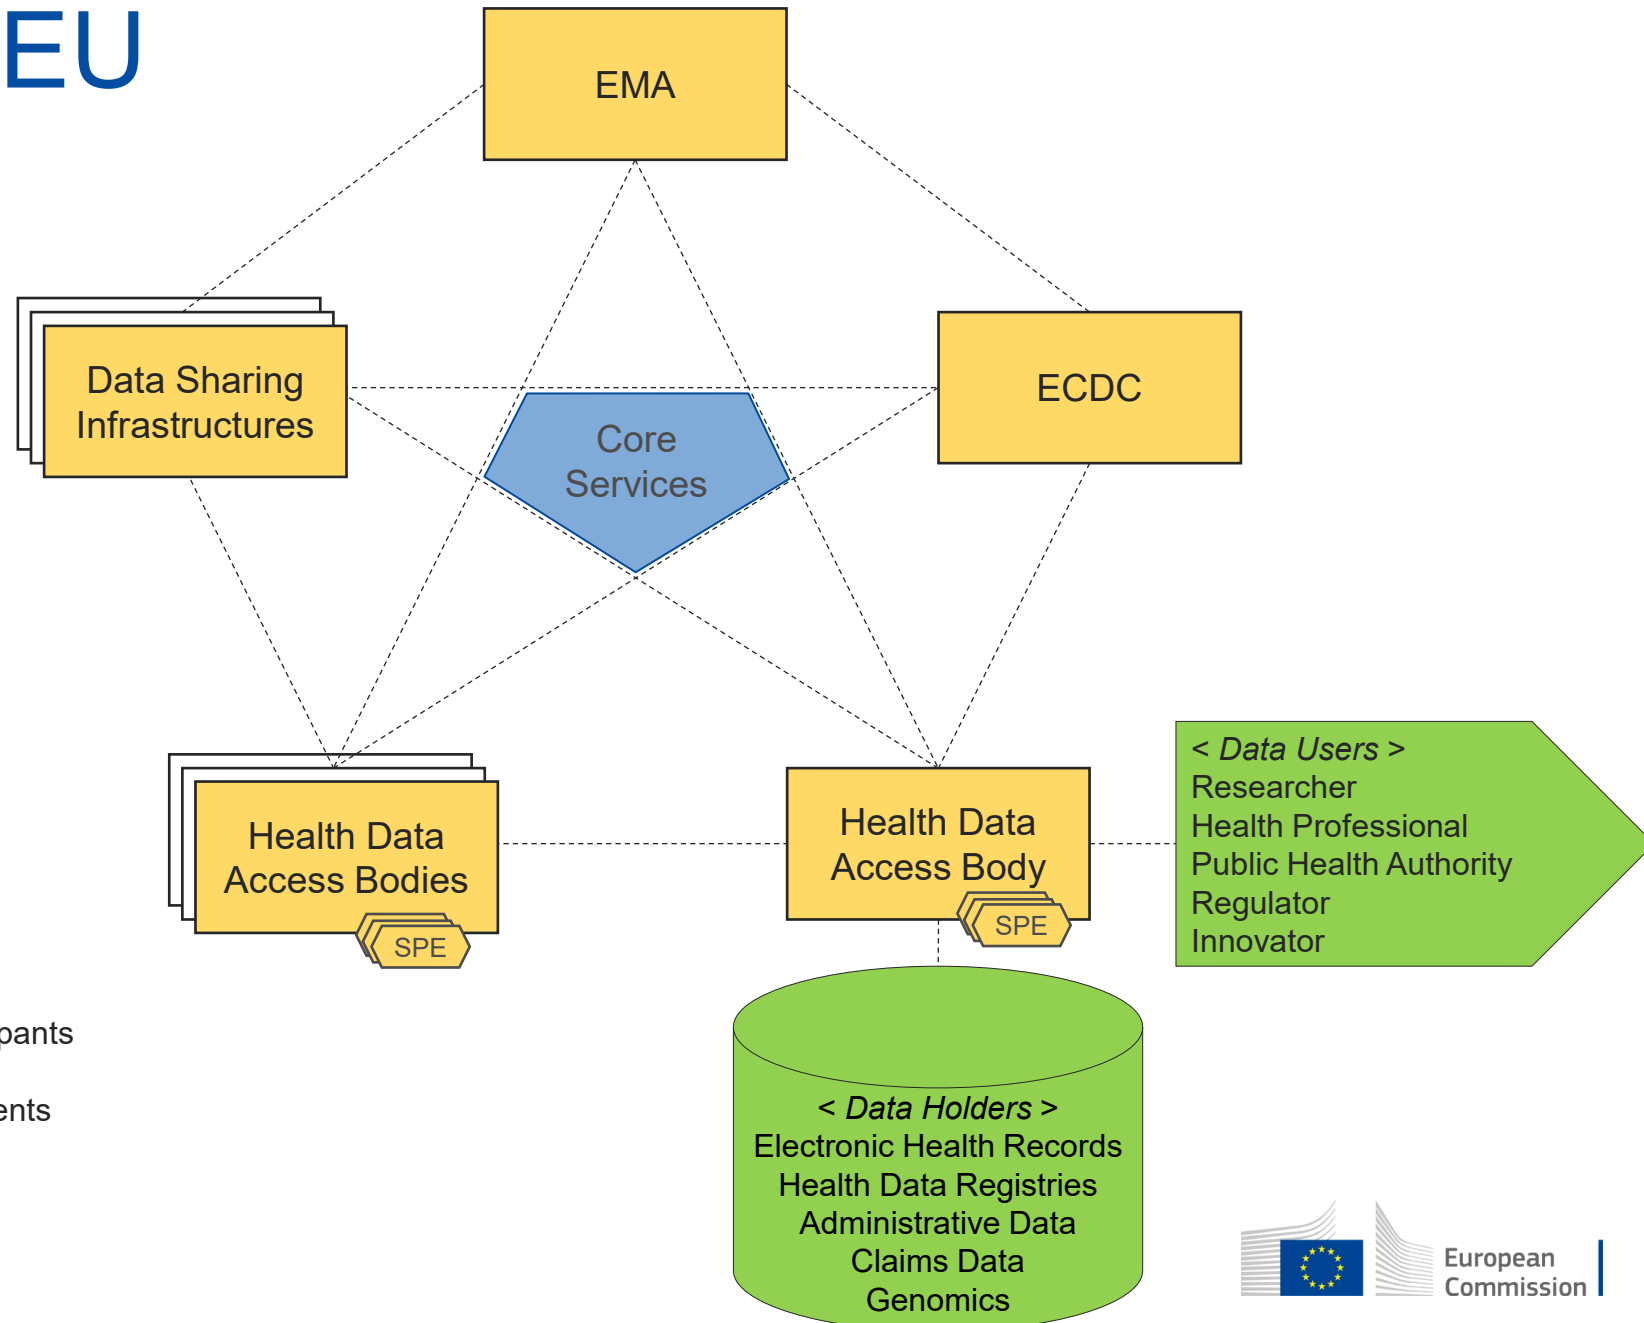 EU
EMA
Data Sharing
Infrastructures
ECDC
Core
Services
Health Data
Access Bodies
SPE
Health Data
Access Body
SPE
< Data Users >
Researcher
Health Professional
Public Health Authority
Regulator
Innovator
pants
ents
< Data Holders >
Electronic Health Records
Health Data Registries
Administrative Data
Claims Data
Genomics
European
Commission